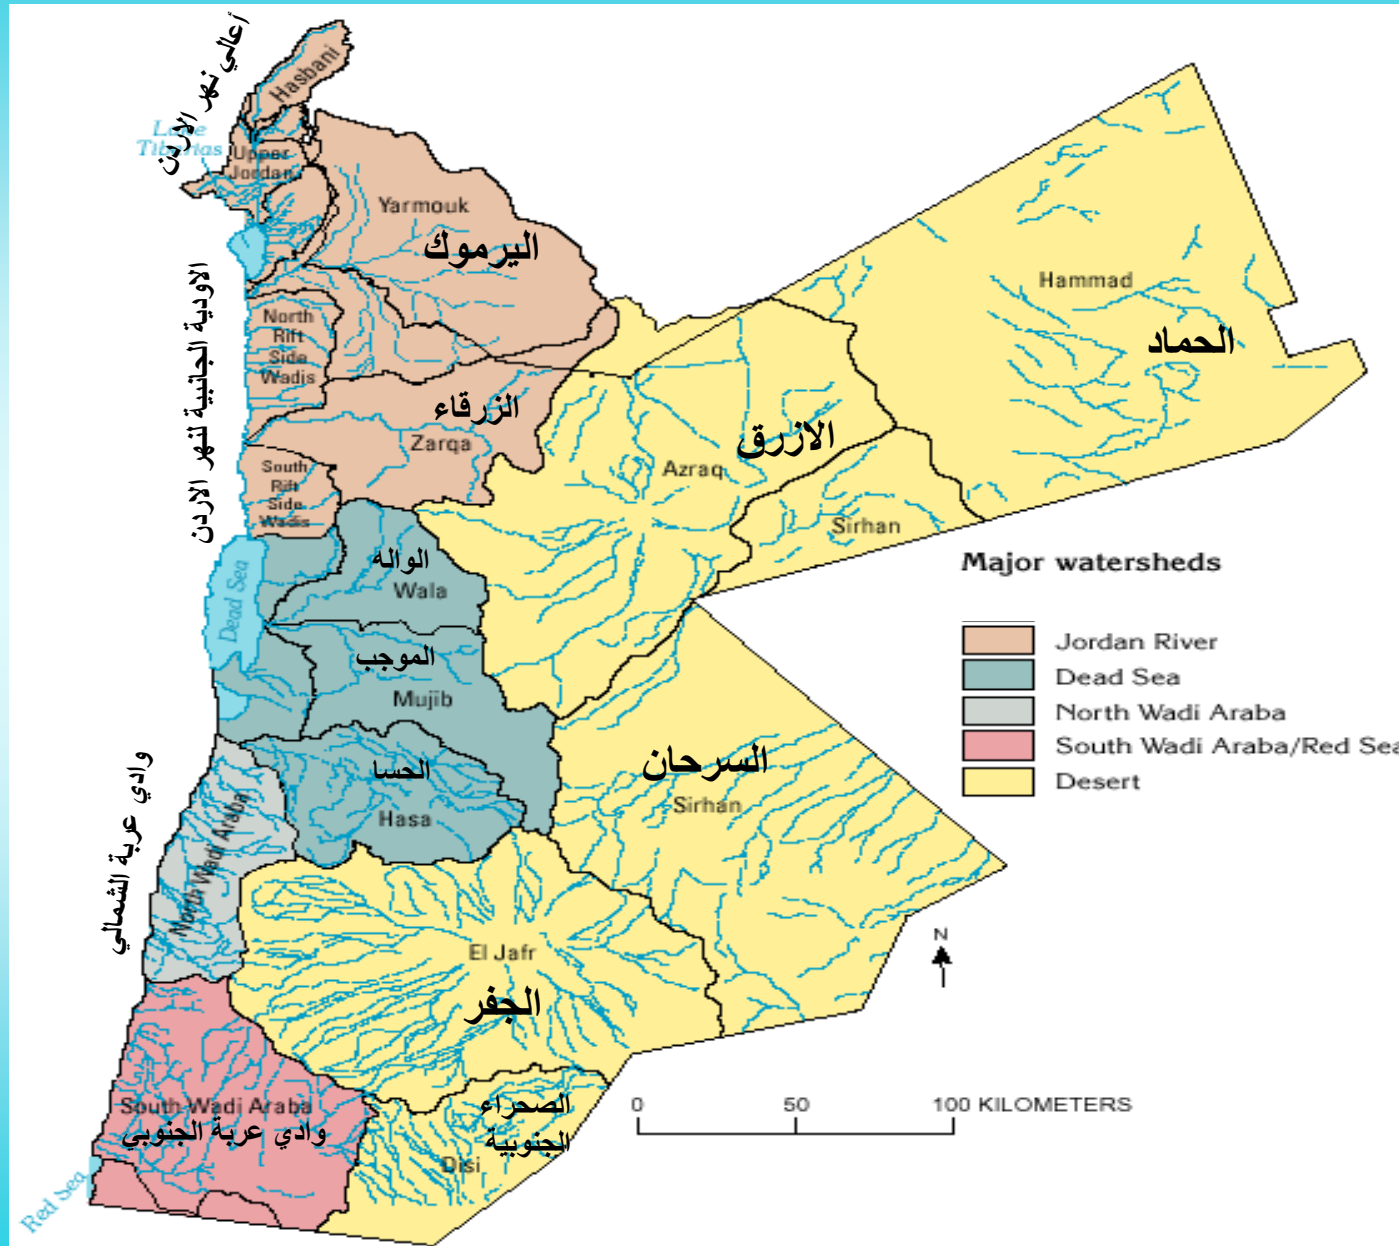 أعالي نهر الاردن
Hasbani
Lake
Tiberias
Upper
Jordan
Yarmouk
اليرموك
الاودية الجانبية لنهر الاردن
North
Rift
Side
Wadis
الزرقاء
Zarqa
South
Rift
Side
Wadis
Hammad
الحماد
الازرق
Azraq
Sirhan
Dead Sea
الواله
Wala
الموجب
Mujib
الحسا
Hasa
السرحان
Sirhan
وادي عربة الشمالي
North Wadi Araba
El Jafr
الجفر
South Wadi Araba
وادي عربة الجنوبي
الصحراء
الجنوبية
Disi
Red Sea
Major watersheds
Jordan River
Dead Sea
North Wadi Araba
South Wadi Araba/Red Sea
Desert
N
0 50 100 KILOMETERS